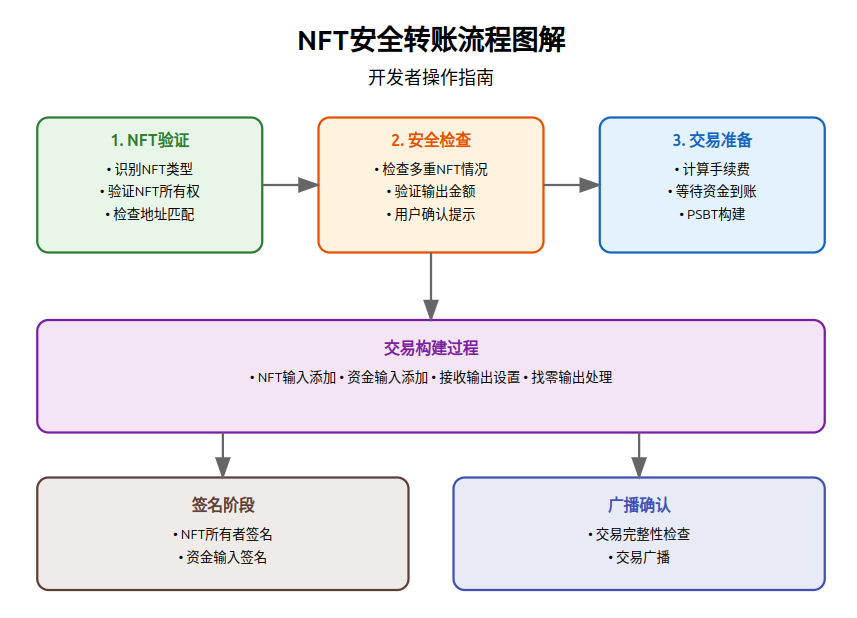 NFT安全转账流程图解
开发者操作指南
1. NFT验证
• 识别NFT类型
• 验证NFT所有权
• 检查地址匹配
2. 安全检查
• 检查多重NFT情况
• 验证输出金额
• 用户确认提示
3. 交易准备
• 计算手续费
• 等待资金到账
• PSBT构建
交易构建过程
• NFT输入添加 • 资金输入添加 • 接收输出设置 • 找零输出处理
签名阶段
• NFT所有者签名
• 资金输入签名
广播确认
• 交易完整性检查
• 交易广播